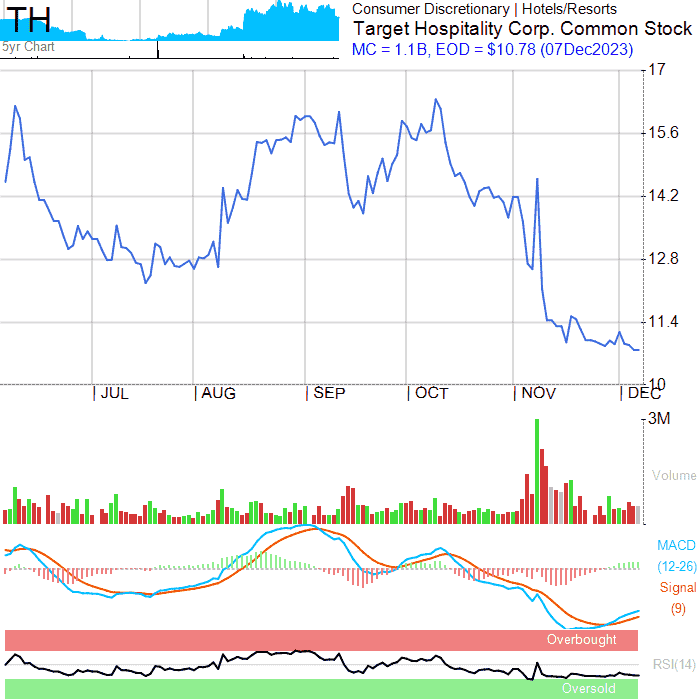 TH
5yr Chart
Consumer Discretionary | Hotels/Resorts
Target Hospitality Corp. Common Stock
MC = 1.1B, EOD = $10.78 (07Dec2023)
17
15.6
14.2
12.8
11.4
10
JUL AUG SEP OCT NOV DEC
3M
Volume
MACD
(12-26)
Signal
(9)
Overbought
RSI(14)
Oversold